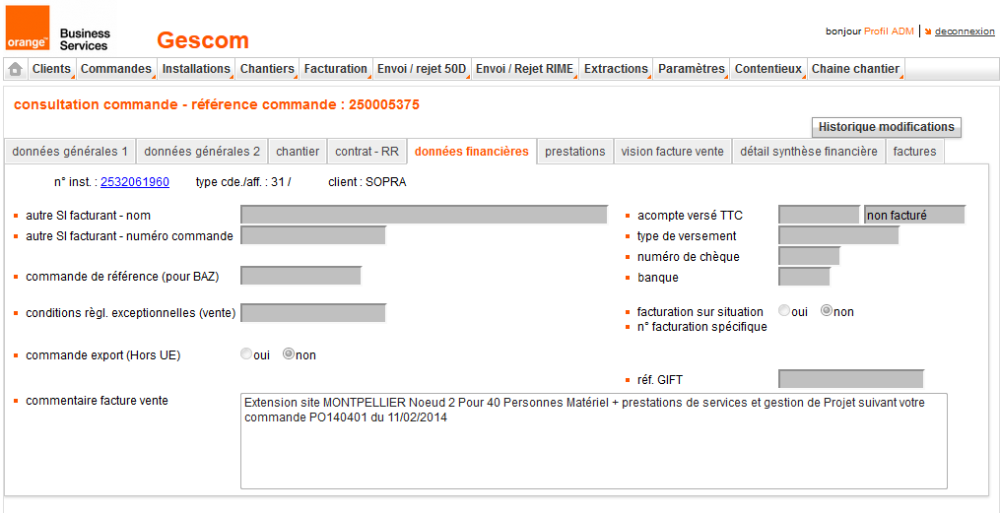 orange™ Business Services
Gescom
bonjour Profil ADM deconnexion
Clients Commandes Installations Chantiers Facturation Envoi / rejet 50D Envoi / Rejet RIME Extractions Paramètres Contentieux Chaine chantier
consultation commande - référence commande : 250005375
Historique modifications
données générales 1 données générales 2 chantier contrat - RR données financières prestations vision facture vente détail synthèse financière factures
n° inst. : 2532061960 type cde./aff. : 31 / client : SOPRA
autre SI facturant - nom acompte versé TTC non facturé
autre SI facturant - numéro commande type de versement
numéro de chèque
commande de référence (pour BAZ) banque
conditions règl. exceptionnelles (vente) facturation sur situation oui non
n° facturation spécifique
commande export (Hors UE) oui non
réf. GIFT
commentaire facture vente Extension site MONTPELLIER Noeud 2 Pour 40 Personnes Matériel + prestations de services et gestion de Projet suivant votre
commande PO140401 du 11/02/2014